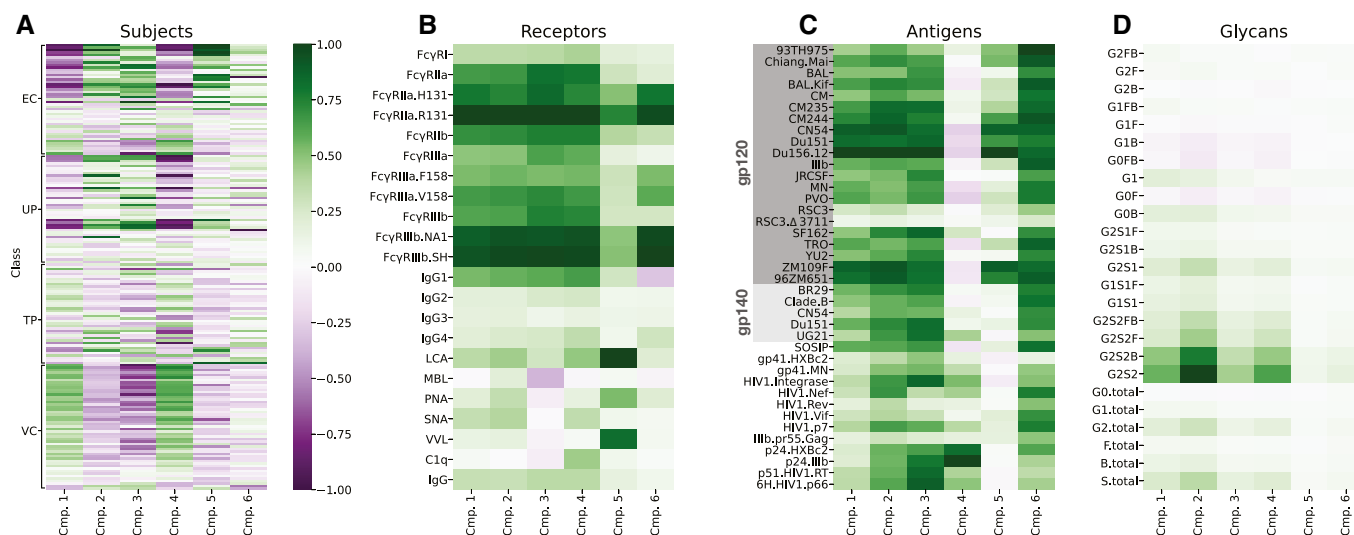 A
Subjects
EC
UP
TP
VC
Class
Cmp. 1
Cmp. 2
Cmp. 3
Cmp. 4
Cmp. 5
Cmp. 6
1.00
0.75
0.50
0.25
0.00
−0.25
−0.50
−0.75
−1.00
B
Receptors
FcγRI
FcγRIIa
FcγRIIa.H131
FcγRIIa.R131
FcγRIIb
FcγRIIIa
FcγRIIIa.F158
FcγRIIIa.V158
FcγRIIIb
FcγRIIIb.NA1
FcγRIIIb.SH
IgG1
IgG2
IgG3
IgG4
LCA
MBL
PNA
SNA
VVL
C1q
IgG
Cmp. 1
Cmp. 2
Cmp. 3
Cmp. 4
Cmp. 5
Cmp. 6
C
Antigens
gp120
gp140
93TH975
Chiang.Mai
BAL
BAL.Kif
CM
CM235
CM244
CN54
Du151
Du156.12
IIIb
JRCSF
MN
PVO
RSC3
RSC3.Δ3711
SF162
TRO
YU2
ZM109F
96ZM651
BR29
Clade.B
CN54
Du151
UG21
SOSIP
gp41.HXBc2
gp41.MN
HIV1.Integrase
HIV1.Nef
HIV1.Rev
HIV1.Vif
HIV1.p7
IIIb.pr55.Gag
p24.HXBc2
p24.IIIb
p51.HIV1.RT
6H.HIV1.p66
Cmp. 1
Cmp. 2
Cmp. 3
Cmp. 4
Cmp. 5
Cmp. 6
D
Glycans
G2FB
G2F
G2B
G1FB
G1F
G1B
G0FB
G1
G0F
G0B
G2S1F
G2S1B
G2S1
G1S1F
G1S1
G2S2FB
G2S2F
G2S2B
G2S2
G0.total
G1.total
G2.total
F.total
B.total
S.total
Cmp. 1
Cmp. 2
Cmp. 3
Cmp. 4
Cmp. 5
Cmp. 6